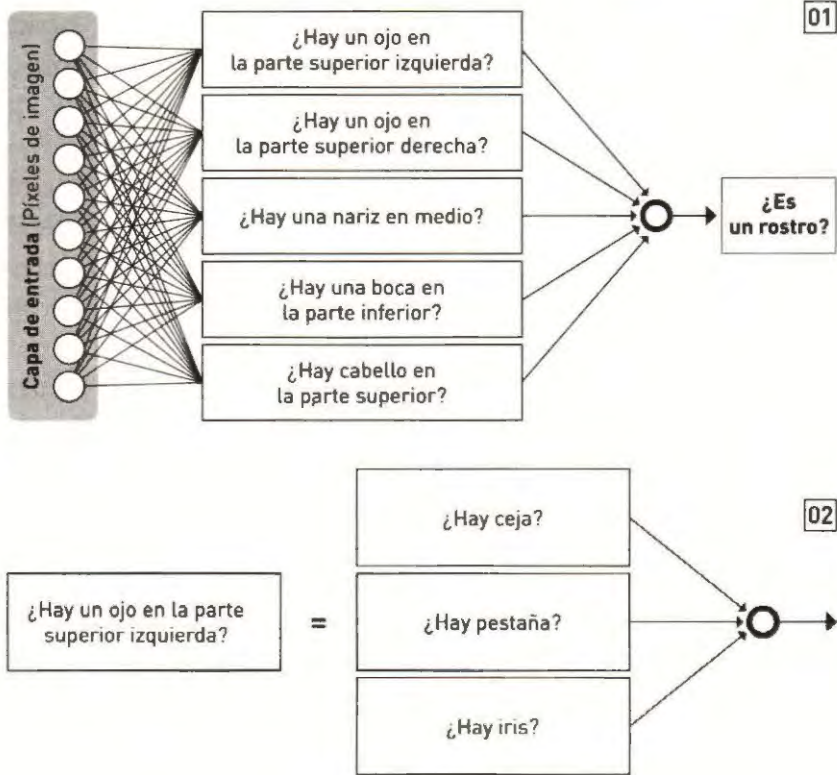 01
¿Hay un ojo en
la parte superior izquierda?
¿Hay un ojo en
la parte superior derecha?
¿Hay una nariz en medio?
¿Hay una boca en
la parte inferior?
¿Hay cabello en
la parte superior?
Capa de entrada (Píxeles de imagen)
¿Es
un rostro?
02
¿Hay un ojo en la parte
superior izquierda?
=
¿Hay ceja?
¿Hay pestaña?
¿Hay iris?